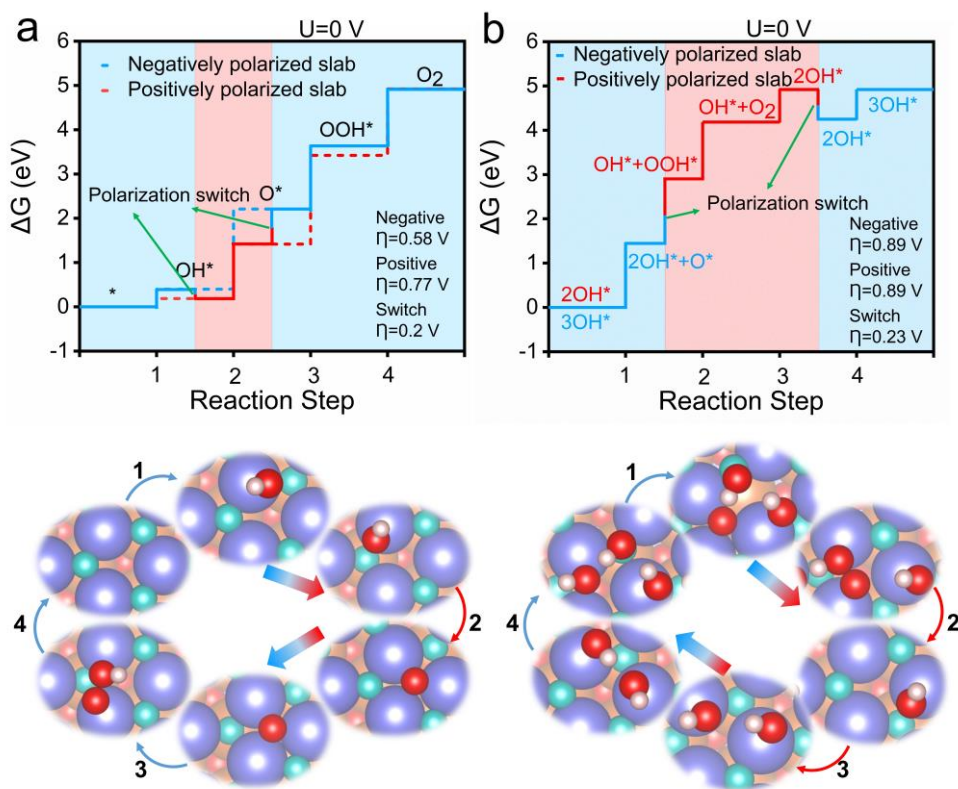 a
U=0 V
6
5
4
3
2
1
0
-1
ΔG (eV)
Negatively polarized slab
Positively polarized slab
O2
OOH*
O*
Polarization switch
OH*
*
Negative
η=0.58 V
Positive
η=0.77 V
Switch
η=0.2 V
1
2
3
4
Reaction Step
b
U=0 V
6
5
4
3
2
1
0
-1
ΔG (eV)
Negatively polarized slab
Positively polarized slab
2OH*
OH*+O2
3OH*
2OH*
OH*+OOH*
Polarization switch
2OH*+O*
2OH*
3OH*
Negative
η=0.89 V
Positive
η=0.89 V
Switch
η=0.23 V
1
2
3
4
Reaction Step
1
2
3
4
1
2
3
4